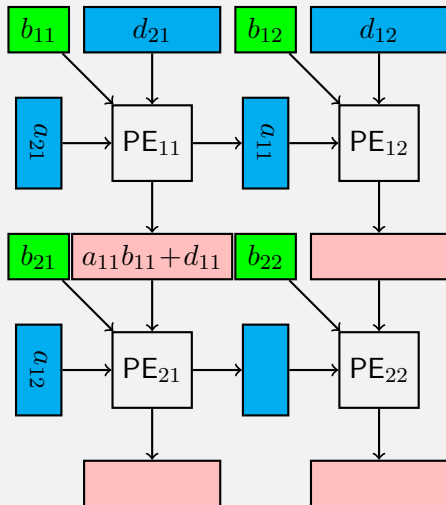 b₁₁ d₂₁ b₁₂ d₁₂
a₂₁ PE₁₁ a₁₁ PE₁₂
b₂₁ a₁₁b₁₁+d₁₁ b₂₂
a₁₂ PE₂₁ PE₂₂